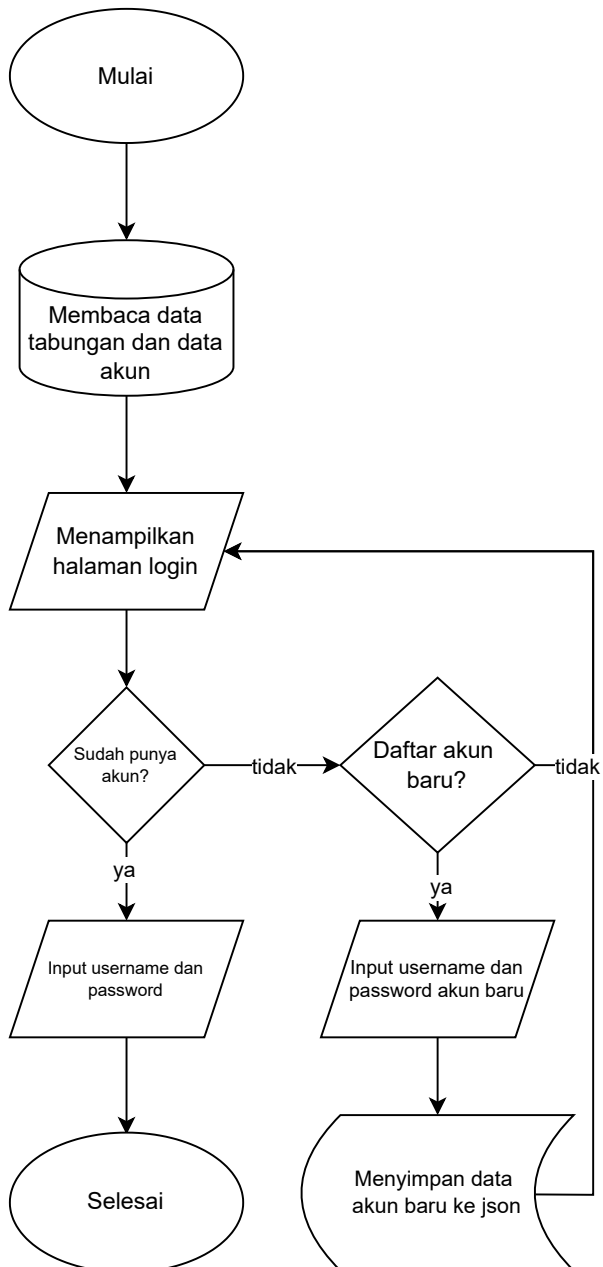 Mulai
Membaca data
tabungan dan data
akun
Menampilkan
halaman login
Sudah punya
akun?
tidak
Daftar akun
baru?
tidak
ya
ya
Input username dan
password
Input username dan
password akun baru
Selesai
Menyimpan data
akun baru ke json